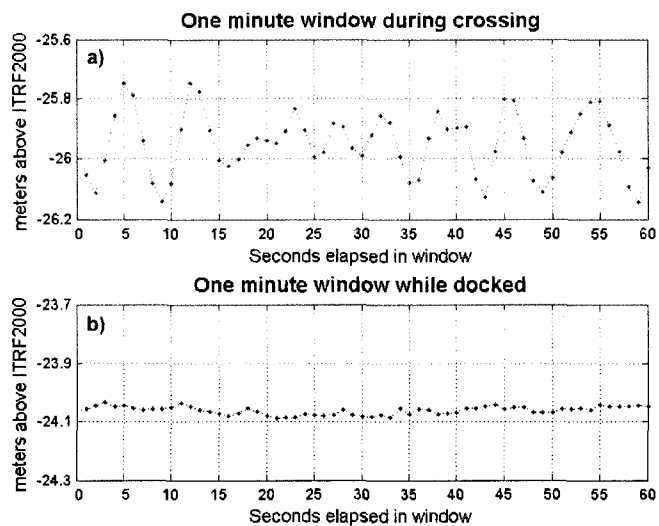 One minute window during crossing
a)
meters above ITRF2000
-25.6
-25.8
-26
-26.2
0 5 10 15 20 25 30 35 40 45 50 55 60
Seconds elapsed in window
One minute window while docked
b)
meters above ITRF2000
-23.7
-23.9
-24.1
-24.3
0 5 10 15 20 25 30 35 40 45 50 55 60
Seconds elapsed in window